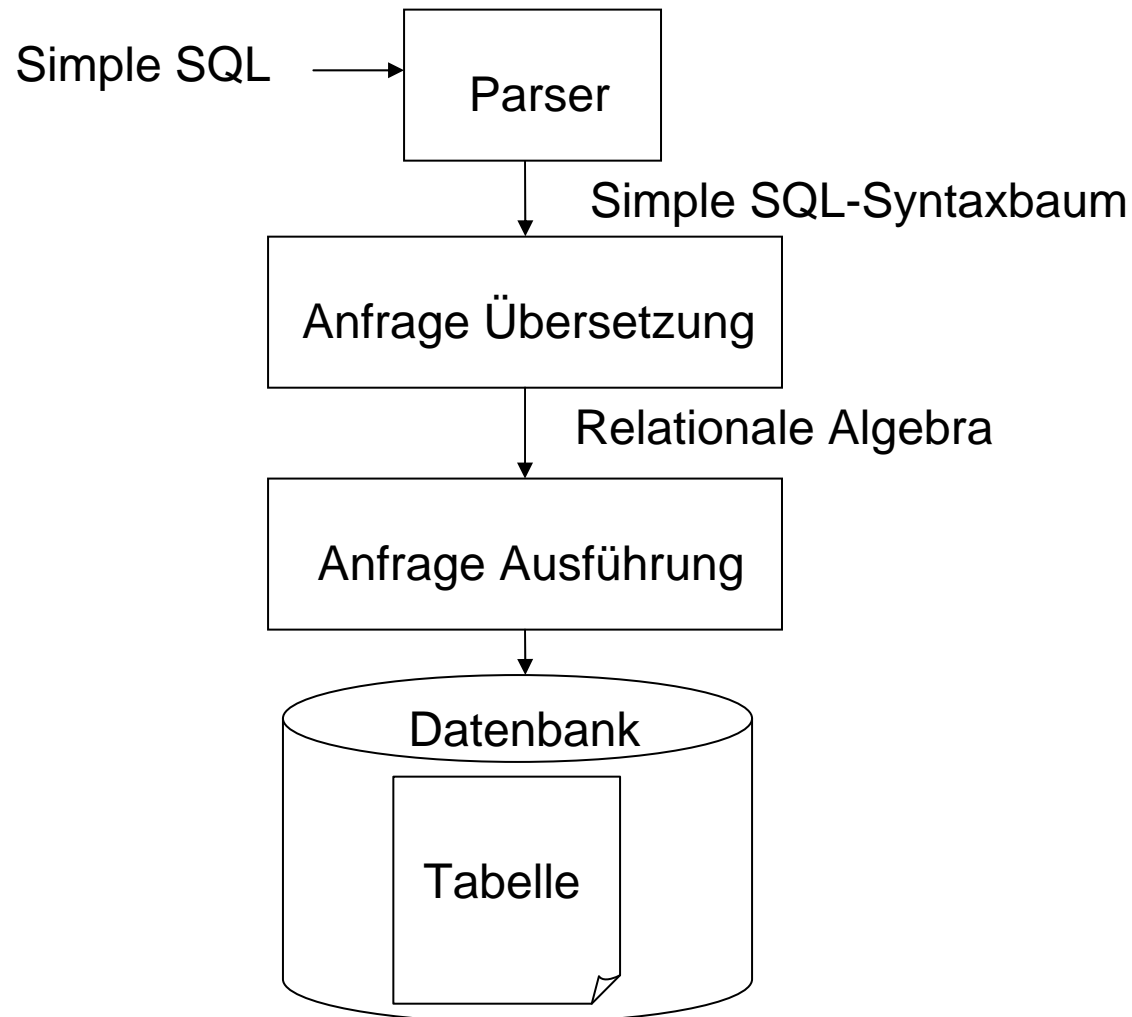 Simple SQL
Parser
Simple SQL-Syntaxbaum
Anfrage Übersetzung
Relationale Algebra
Anfrage Ausführung
Datenbank
Tabelle